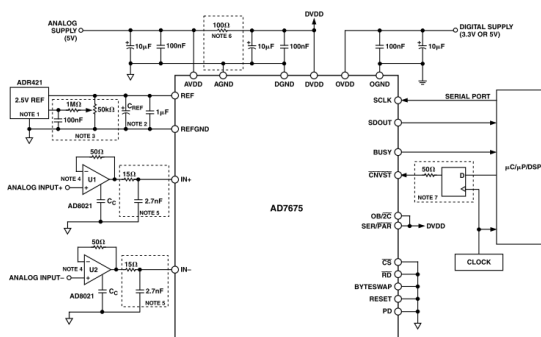 ANALOG
SUPPLY
(5V)
100Ω
NOTE 6
DVDD
DIGITAL SUPPLY
(3.3V OR 5V)
10μF
100nF
10μF
100nF
100nF
10μF
AVDD
AGND
DGND
DVDD
OVDD
OGND
ADR421
2.5V REF
NOTE 1
1MΩ
50kΩ
100nF
NOTE 3
CREF
NOTE 2
1μF
REF
REFGND
SCLK
SERIAL PORT
SDOUT
BUSY
CNVST
50Ω
D
NOTE 7
μC/μP/DSP
CLOCK
50Ω
NOTE 4
U1
15Ω
ANALOG INPUT+
AD8021
CC
2.7nF
NOTE 5
IN+
AD7675
OB/2C
SER/PAR
DVDD
50Ω
NOTE 4
U2
15Ω
ANALOG INPUT–
AD8021
CC
2.7nF
NOTE 5
IN–
CS
RD
BYTESWAP
RESET
PD